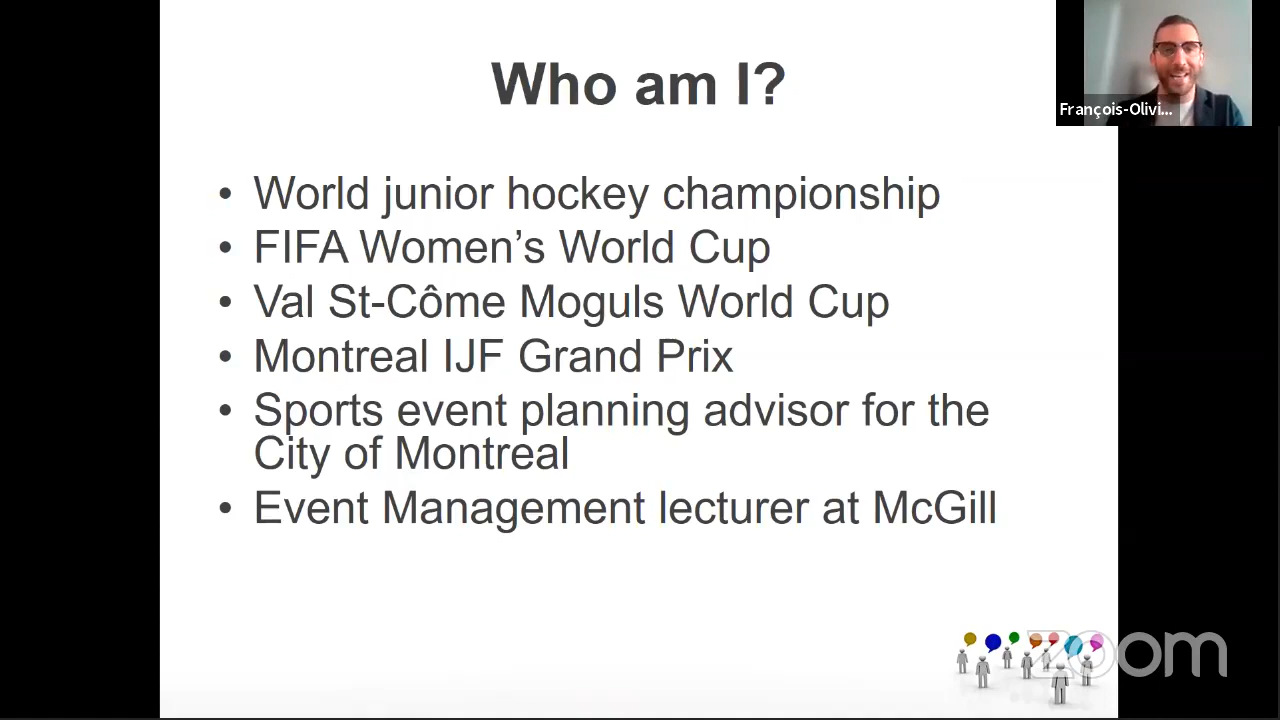 Who am I?
François-Olivi...
• World junior hockey championship
• FIFA Women’s World Cup
• Val St-Côme Moguls World Cup
• Montreal IJF Grand Prix
• Sports event planning advisor for the
City of Montreal
• Event Management lecturer at McGill
zoom